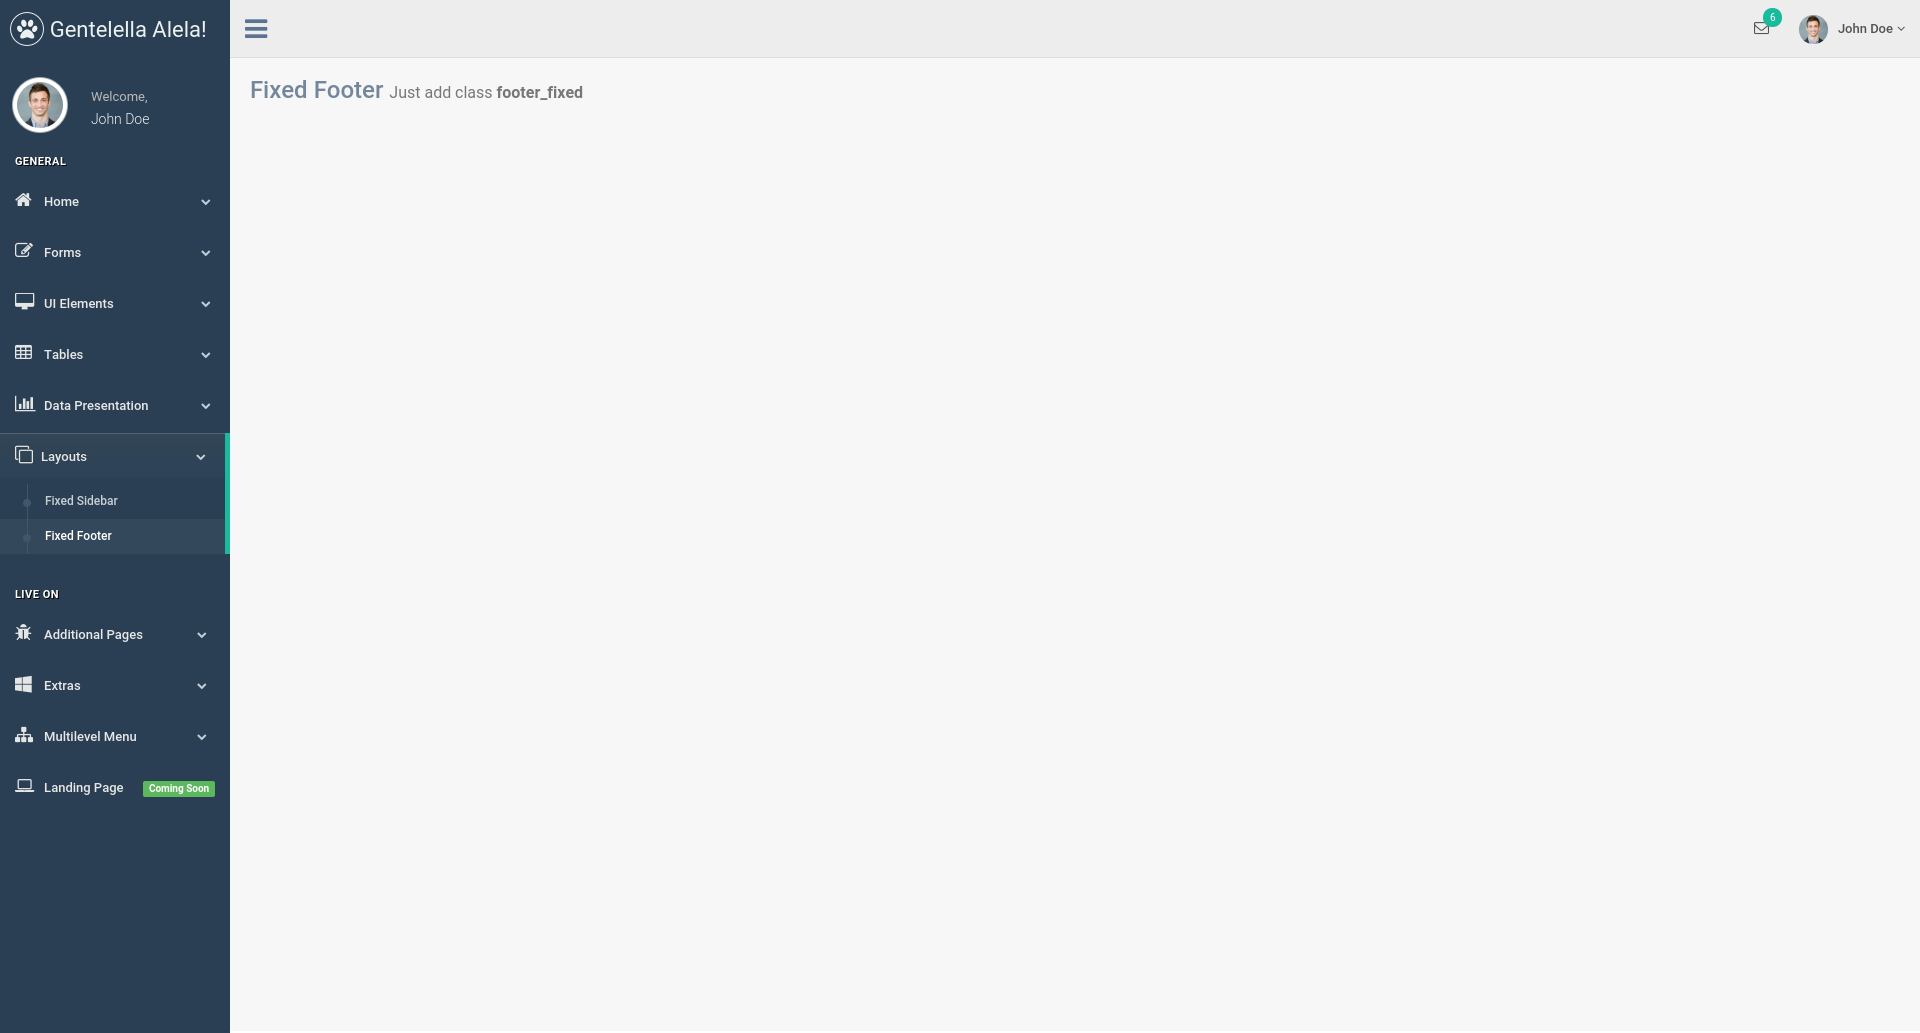 Gentelella Alela!
6
John Doe
Welcome,
John Doe
Fixed Footer Just add class footer_fixed
GENERAL
Home
Forms
UI Elements
Tables
Data Presentation
Layouts
Fixed Sidebar
Fixed Footer
LIVE ON
Additional Pages
Extras
Multilevel Menu
Landing Page Coming Soon